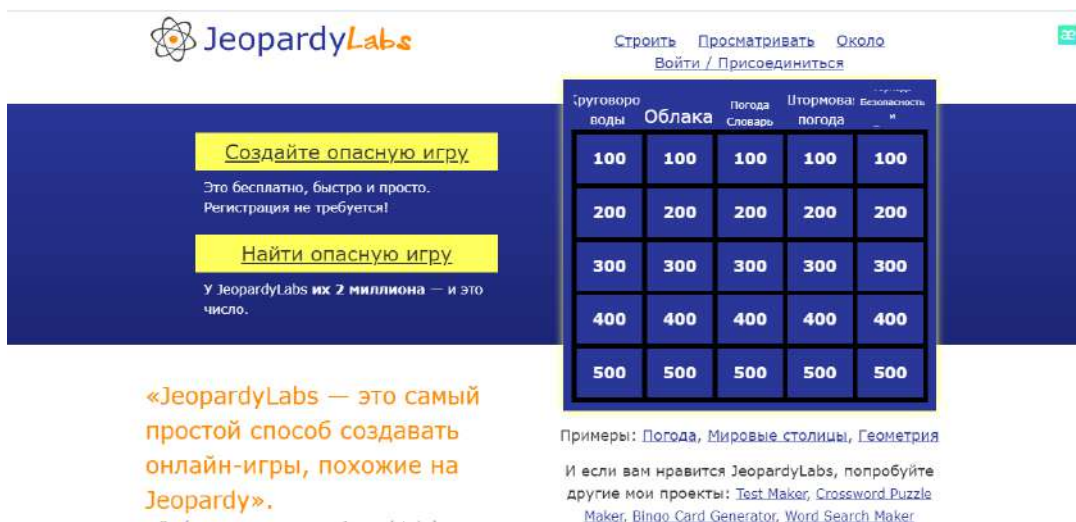 JeopardyLabs
Строить Просматривать Около
Войти / Присоединиться
æ
Создайте опасную игру
Это бесплатно, быстро и просто.
Регистрация не требуется!
Найти опасную игру
У JeopardyLabs их 2 миллиона — и это
число.
воды Облака Погода Словарь погода Безопасность и
100 100 100 100 100
200 200 200 200 200
300 300 300 300 300
400 400 400 400 400
500 500 500 500 500
«JeopardyLabs — это самый
простой способ создавать
онлайн-игры, похожие на
Jeopardy».
Примеры: Погода, Мировые столицы, Геометрия
И если вам нравится JeopardyLabs, попробуйте
другие мои проекты: Test Maker, Crossword Puzzle
Maker, Bingo Card Generator, Word Search Maker